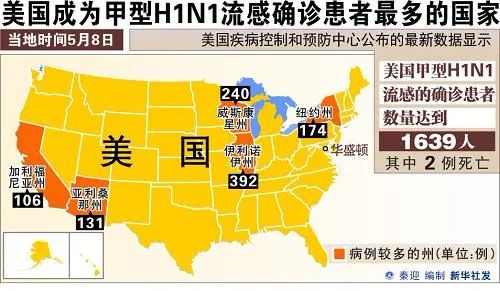 美国成为甲型H1N1流感确诊患者最多的国家
当地时间5月8日
美国疾病控制和预防中心公布的最新数据显示
美国甲型H1N1
流感的确诊患者
数量达到
1639人
其中2例死亡
240
威斯康
星州
纽约州
174
美国
华盛顿
伊利诺
伊州
392
加利福
尼亚州
106
亚利桑
那州
131
病例较多的州(单位:例)
秦迎 编制 新华社发